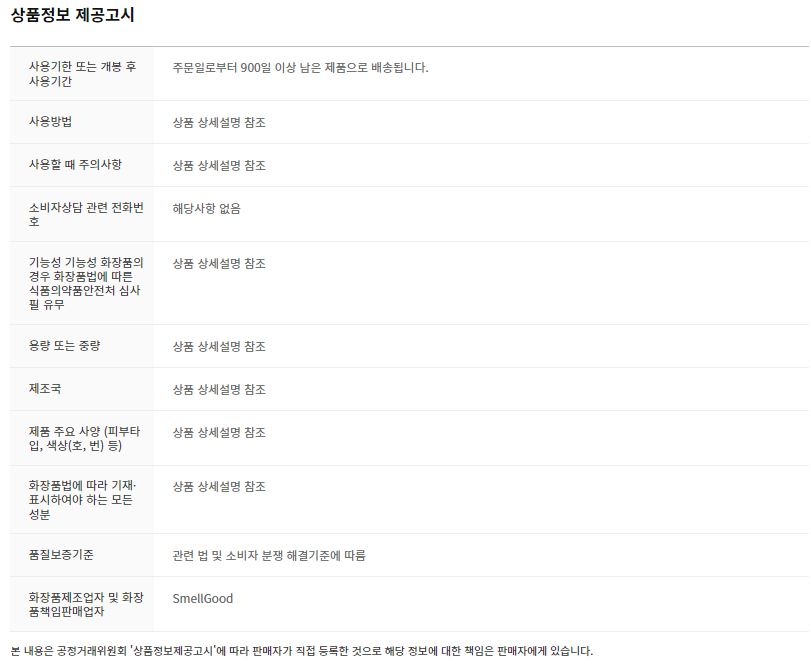 상품정보 제공고시
사용기한 또는 개봉 후
사용기간
주문일로부터 900일 이상 남은 제품으로 배송됩니다.
사용방법
상품 상세설명 참조
사용할 때 주의사항
상품 상세설명 참조
소비자상담 관련 전화번
호
해당사항 없음
기능성 기능성 화장품의
경우 화장품법에 따른
식품의약품안전처 심사
필 유무
상품 상세설명 참조
용량 또는 중량
상품 상세설명 참조
제조국
상품 상세설명 참조
제품 주요 사양 (피부타
입, 색상(호, 번) 등)
상품 상세설명 참조
화장품법에 따라 기재·
표시하여야 하는 모든
성분
상품 상세설명 참조
품질보증기준
관련 법 및 소비자 분쟁 해결기준에 따름
화장품제조업자 및 화장
품책임판매업자
SmellGood
본 내용은 공정거래위원회 '상품정보제공고시'에 따라 판매자가 직접 등록한 것으로 해당 정보에 대한 책임은 판매자에게 있습니다.